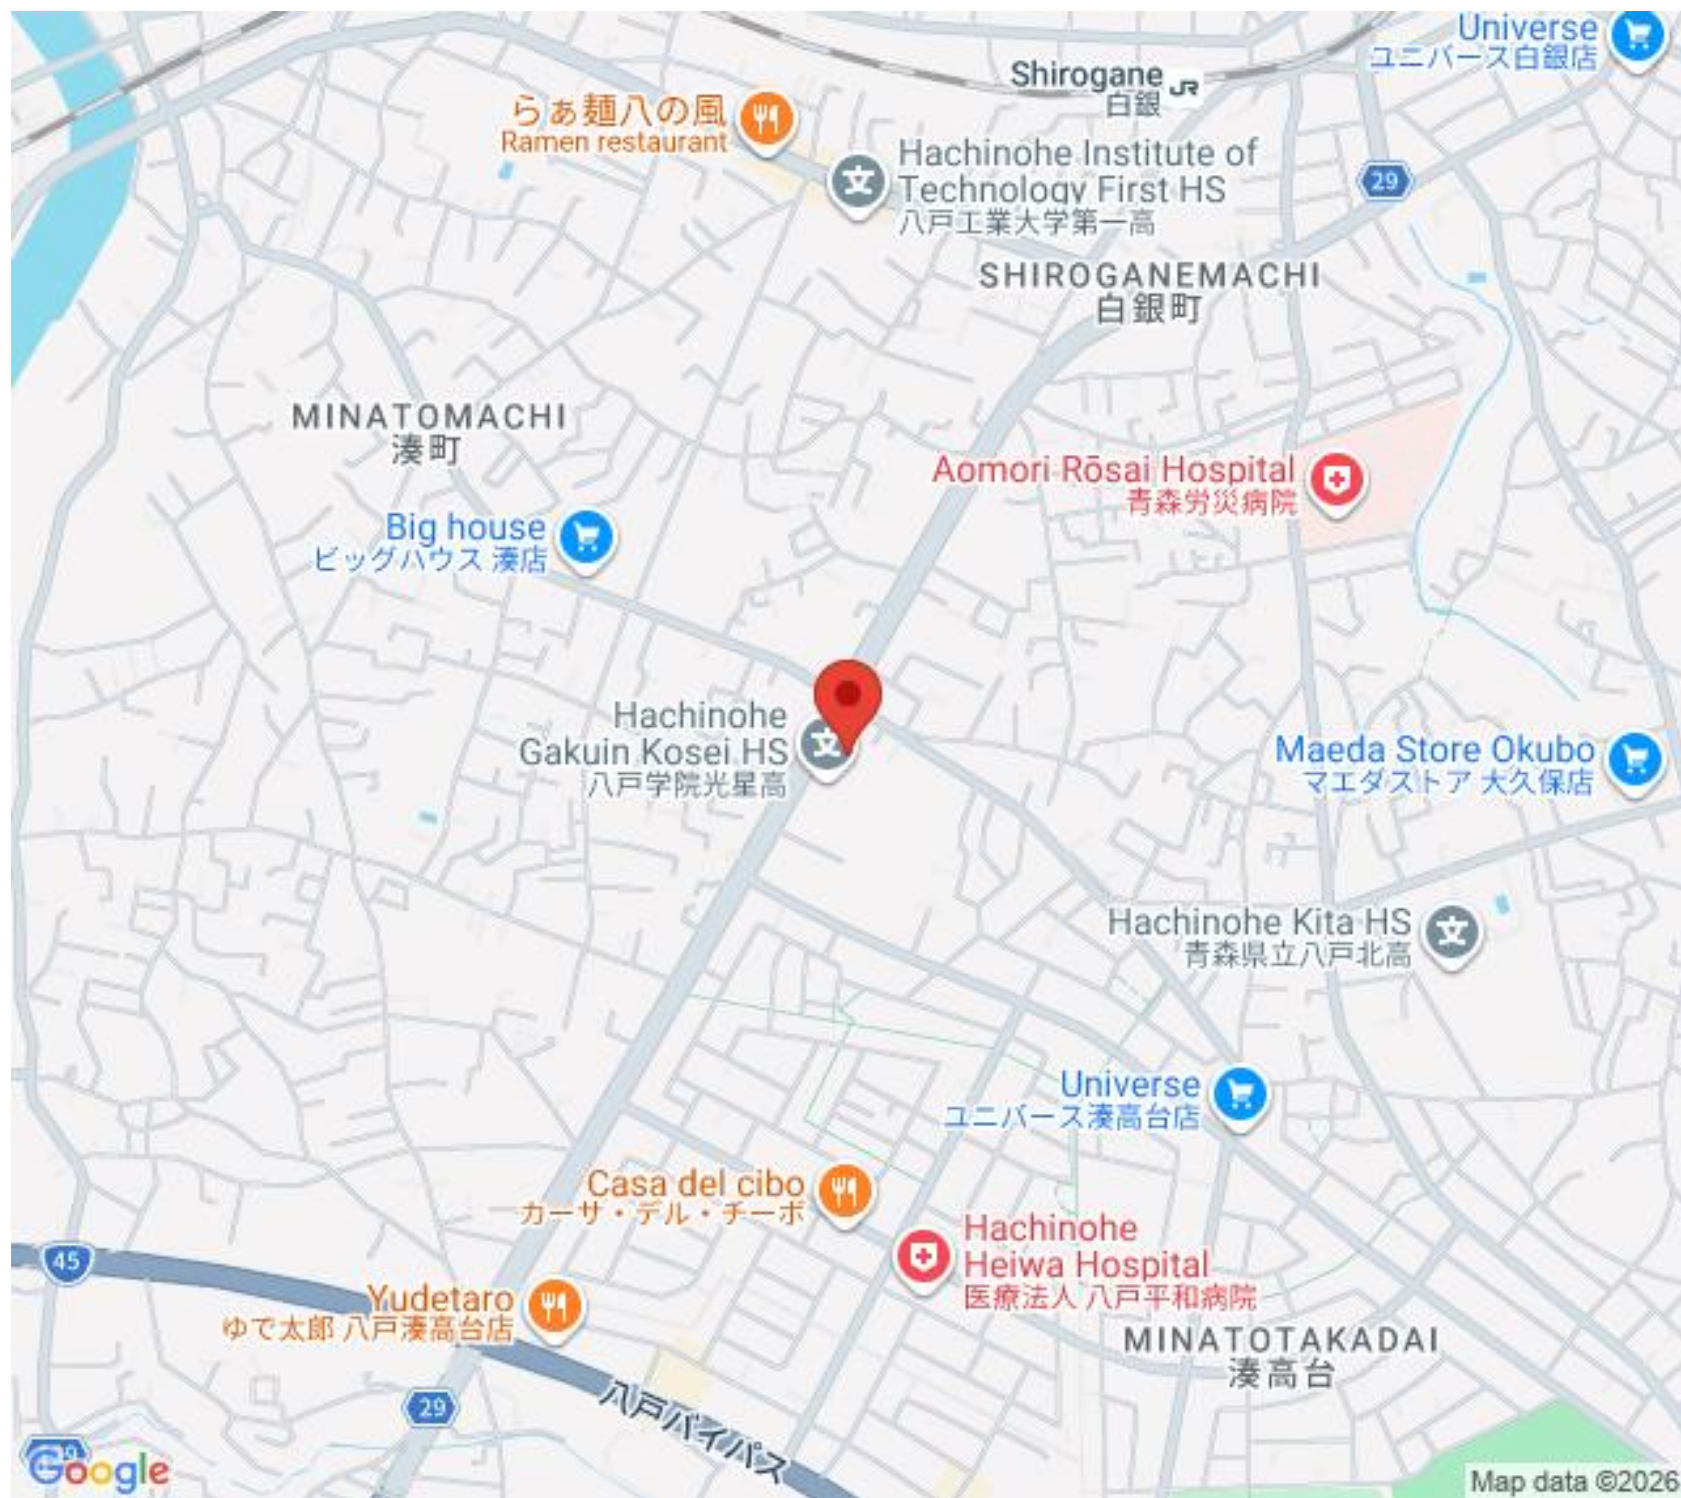 Universe
ユニバース白銀店
Shirogane
白銀
JR
らぁ麺八の風
Ramen restaurant
Hachinohe Institute of
Technology First HS
八戸工業大学第一高
29
SHIROGANEMACHI
白銀町
MINATOMACHI
湊町
Aomori Rōsai Hospital
青森労災病院
Big house
ビッグハウス 湊店
Hachinohe
Gakuin Kosei HS
八戸学院光星高
文
Maeda Store Okubo
マエダストア 大久保店
Hachinohe Kita HS
青森県立八戸北高
文
Universe
ユニバース湊高台店
Casa del cibo
カーサ・デル・チーボ
Hachinohe
Heiwa Hospital
医療法人 八戸平和病院
45
Yudetaro
ゆで太郎 八戸湊高台店
MINATOTAKADAI
湊高台
29
八戸バイパス
Google
Map data ©2026